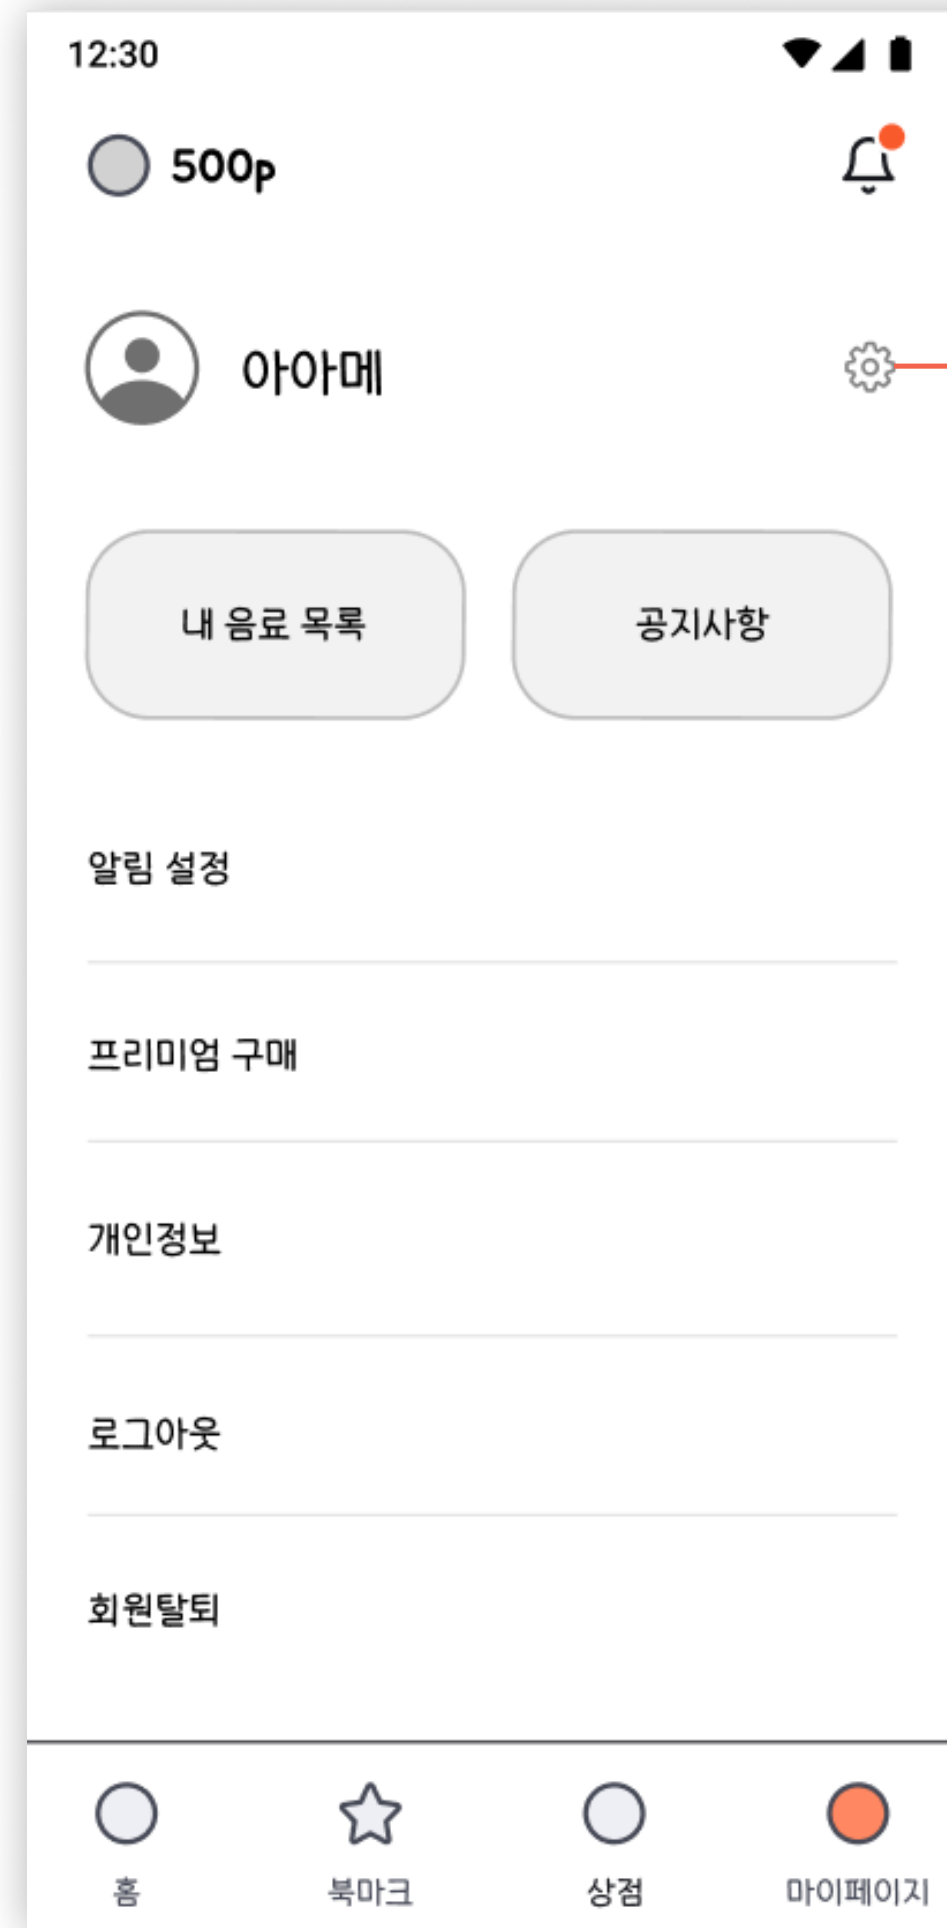 12:30
500p
아아메
내 음료 목록
공지사항
알림 설정
프리미엄 구매
개인정보
로그아웃
회원탈퇴
홈
북마크
상점
마이페이지